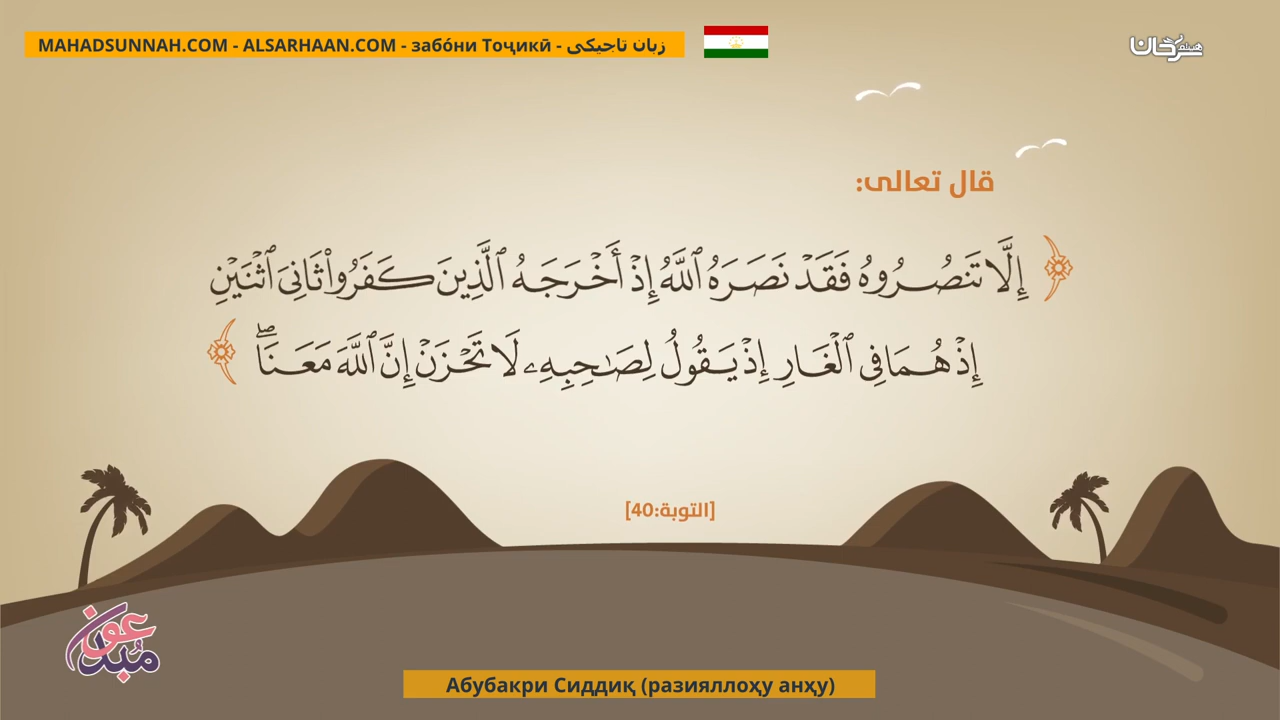 MAHADSUNNAH.COM - ALSARHAAN.COM - забо́ни Тоҷикӣ - زبان تاجیکی
قال تعالى:
﴿إِلَّا تَنصُرُوهُ فَقَدْ نَصَرَهُ ٱللَّهُ إِذْ أَخْرَجَهُ ٱلَّذِينَ كَفَرُوا۟ ثَانِىَ ٱثْنَيْنِ
إِذْ هُمَا فِى ٱلْغَارِ إِذْ يَقُولُ لِصَـٰحِبِهِۦ لَا تَحْزَنْ إِنَّ ٱللَّهَ مَعَنَا ۖ﴾
[التوبة:40]
Абубакри Сиддиқ (разияллоҳу анҳу)